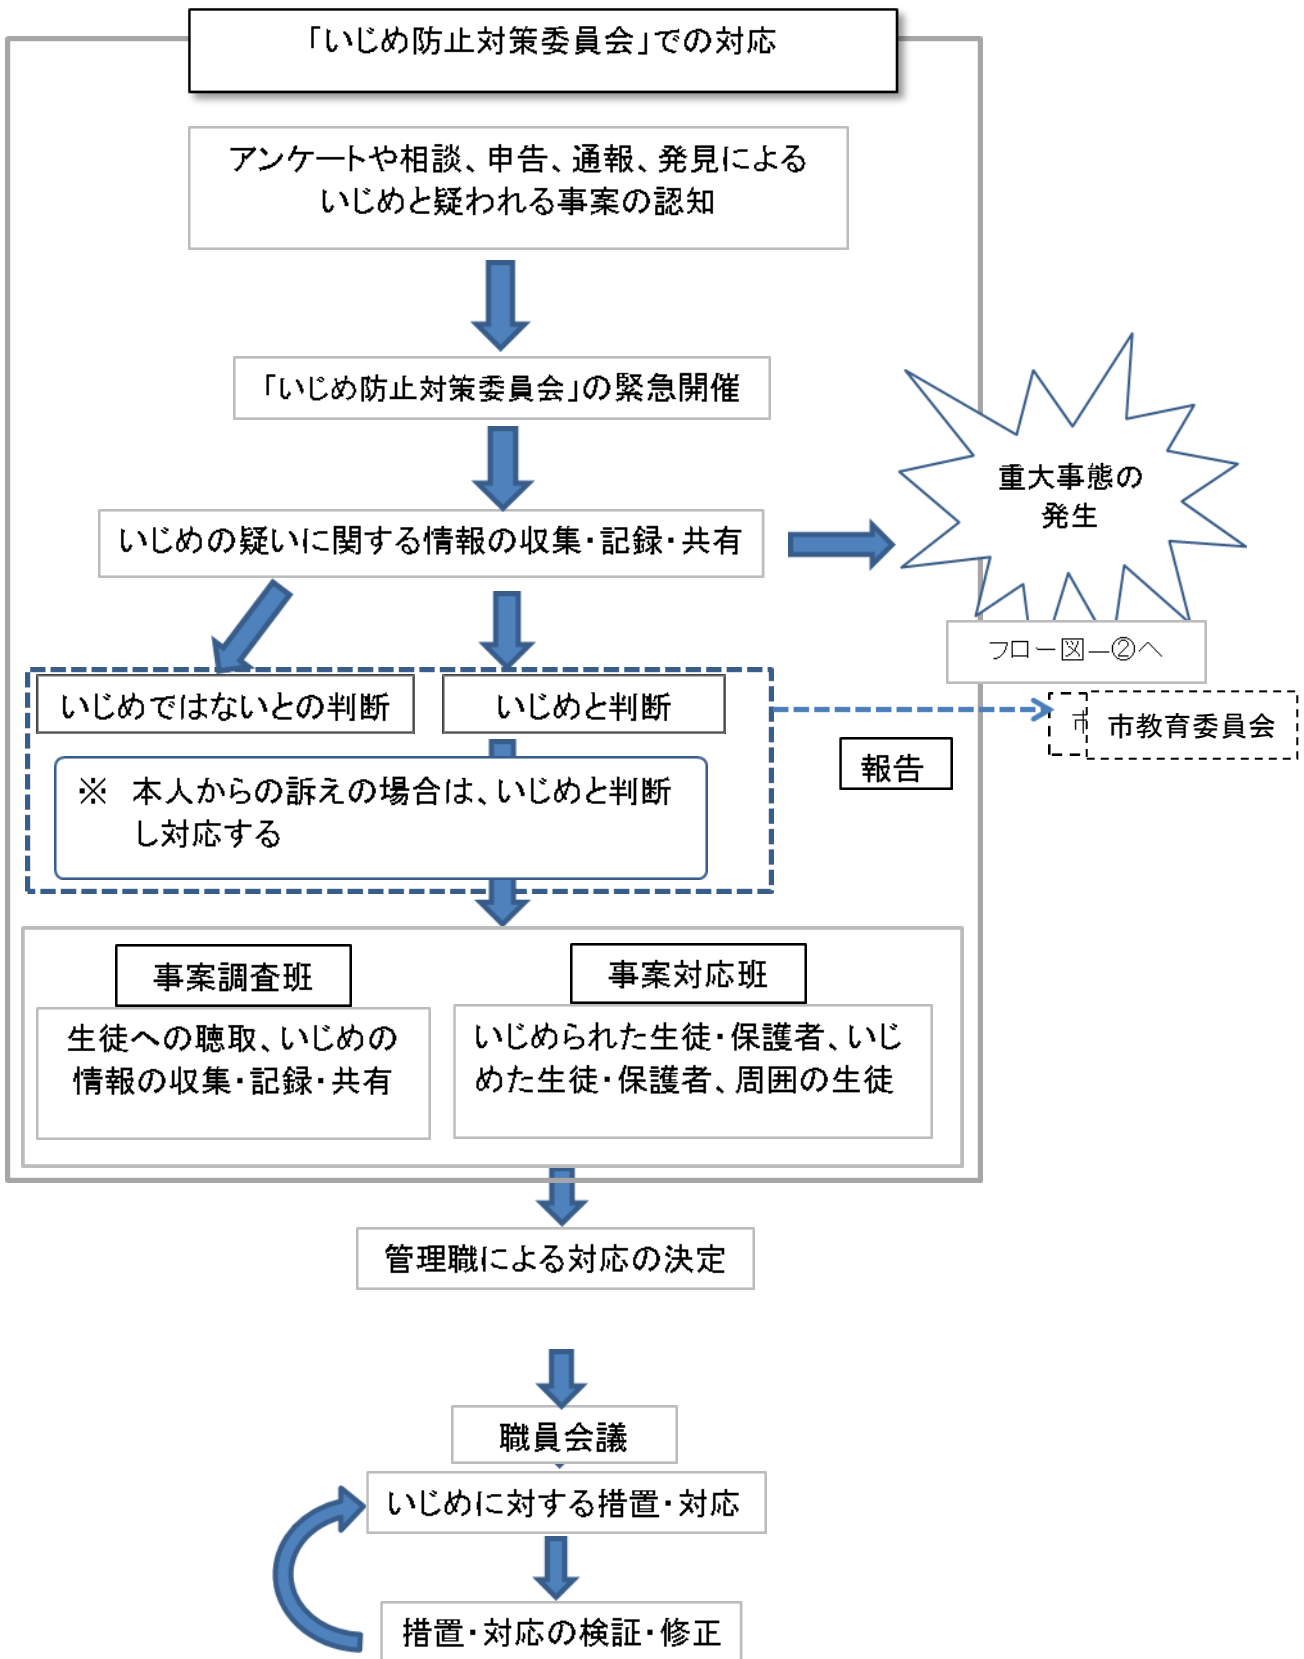 「いじめ防止対策委員会」での対応
アンケートや相談、申告、通報、発見による
いじめと疑われる事案の認知
「いじめ防止対策委員会」の緊急開催
重大事態の
発生
いじめの疑いに関する情報の収集・記録・共有
フロー図―②へ
いじめではないとの判断
いじめと判断
市教育委員会
報告
※ 本人からの訴えの場合は、いじめと判断
し対応する
事案調査班
事案対応班
生徒への聴取、いじめの
情報の収集・記録・共有
いじめられた生徒・保護者、いじ
めた生徒・保護者、周囲の生徒
管理職による対応の決定
職員会議
いじめに対する措置・対応
措置・対応の検証・修正